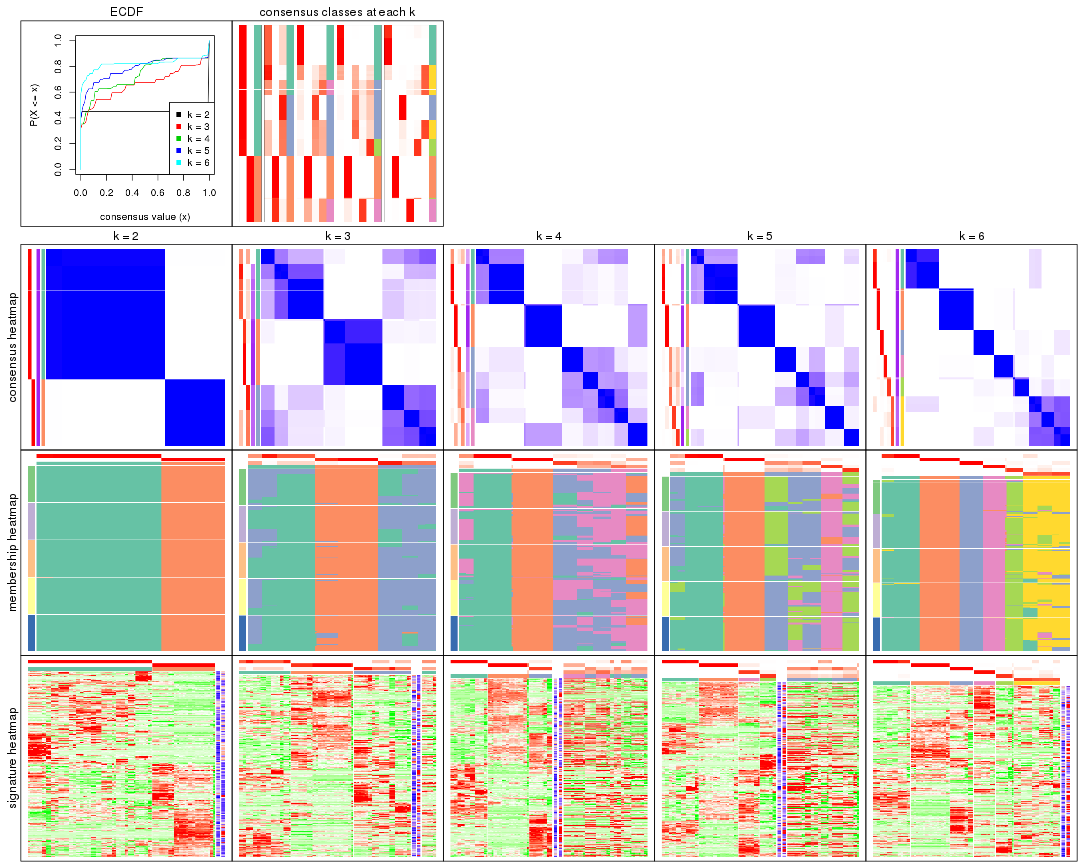 ECDF
consensus classes at each k
P(X <= x)
1.0
0.8
0.6
0.4
0.2
0.0
k = 2
k = 3
k = 4
k = 5
k = 6
0.0 0.2 0.4 0.6 0.8 1.0
consensus value (x)
k = 2
k = 3
k = 4
k = 5
k = 6
consensus heatmap
membership heatmap
signature heatmap